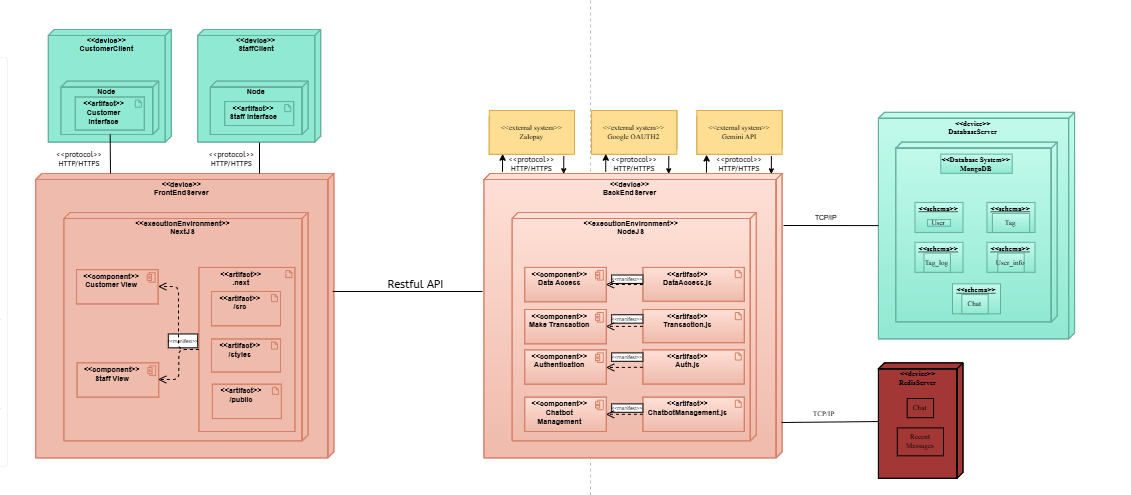 <<device>>
CustomerClient
Node
<<artifact>>
Customer
Interface
<<device>>
StaffClient
Node
<<artifact>>
Staff Interface
<<protocol>>
HTTP/HTTPS
<<protocol>>
HTTP/HTTPS
<<device>>
FrontEndServer
<<executionEnvironment>>
NextJS
<<component>>
Customer View
<<component>>
Staff View
<<manifest>>
<<artifact>>
.next
<<artifact>>
/src
<<artifact>>
/styles
<<artifact>>
/public
Restful API
<<external system>>
Zalopay
<<external system>>
Google OAUTH2
<<external system>>
Gemini API
<<protocol>>
HTTP/HTTPS
<<protocol>>
HTTP/HTTPS
<<protocol>>
HTTP/HTTPS
<<device>>
BackEndServer
<<executionEnvironment>>
NodeJS
<<component>>
Data Access
<<manifest>>
<<artifact>>
DataAccess.js
<<component>>
Make Transaction
<<manifest>>
<<artifact>>
Transaction.js
<<component>>
Authentication
<<manifest>>
<<artifact>>
Auth.js
<<component>>
Chatbot
Management
<<manifest>>
<<artifact>>
ChatbotManagement.js
TCP/IP
TCP/IP
<<device>>
DatabaseServer
<<Database System>>
MongoDB
<<schema>>
User
<<schema>>
Tag
<<schema>>
Tag_log
<<schema>>
User_info
<<schema>>
Chat
<<device>>
RedisServer
Chat
Recent
Messages